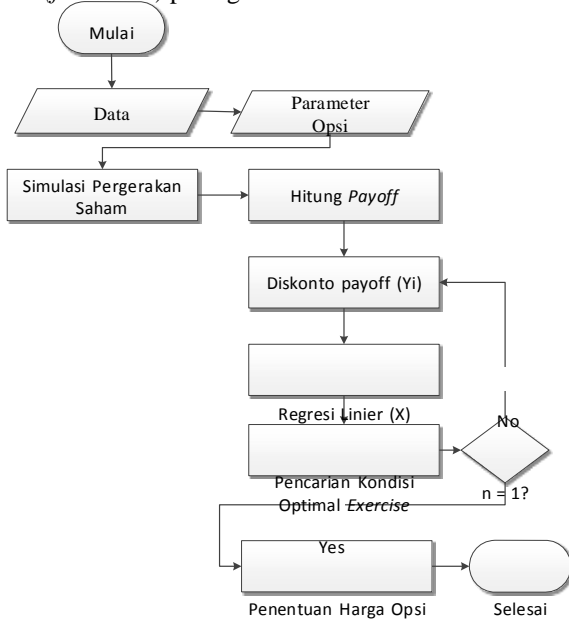 Mulai
Data
Parameter
Opsi
Simulasi Pergerakan
Saham
Hitung Payoff
Diskonto payoff (Yi)
Regresi Linier (X)
No
Pencarian Kondisi
Optimal Exercise
n = 1?
Yes
Penentuan Harga Opsi
Selesai